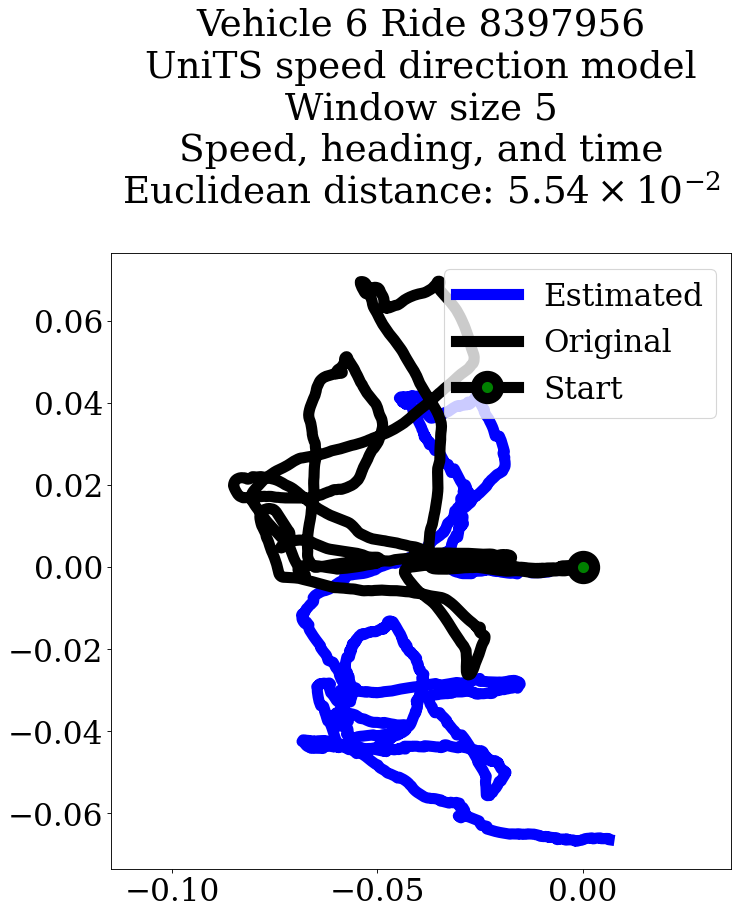 Vehicle 6 Ride 8397956
UniTS speed direction model
Window size 5
Speed, heading, and time
Euclidean distance: 5.54 × 10⁻²
Estimated
Original
Start
0.06
0.04
0.02
0.00
−0.02
−0.04
−0.06
−0.10
−0.05
0.00